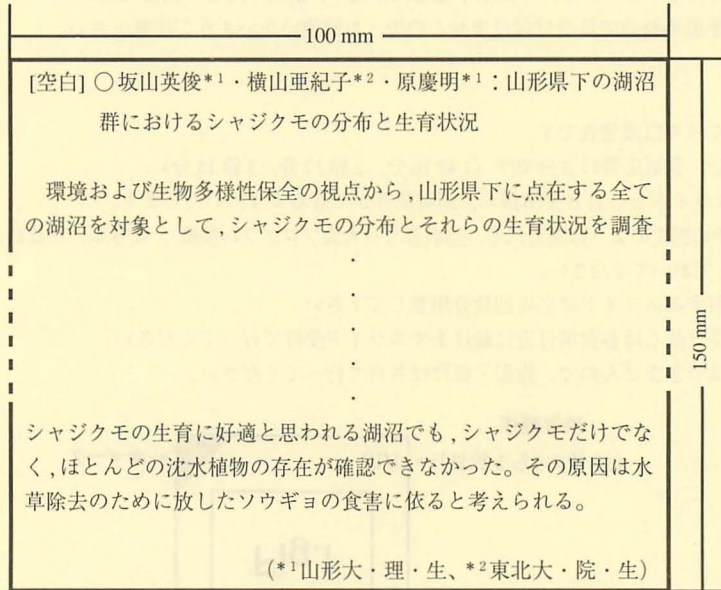 100 mm
[空白] ○坂山英俊*1・横山亜紀子*2・原慶明*1：山形県下の湖沼
群におけるシャジクモの分布と生育状況
環境および生物多様性保全の視点から,山形県下に点在する全て
の湖沼を対象として,シャジクモの分布とそれらの生育状況を調査
・
・
・
・
・
150 mm
シャジクモの生育に好適と思われる湖沼でも,シャジクモだけでな
く,ほとんどの沈水植物の存在が確認できなかった。その原因は水
草除去のために放したソウギョの食害に依ると考えられる。
(*1山形大・理・生、*2東北大・院・生)